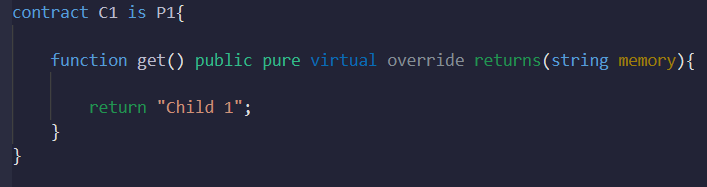 contract C1 is P1{
function get() public pure virtual override returns(string memory){
return "Child 1";
}
}